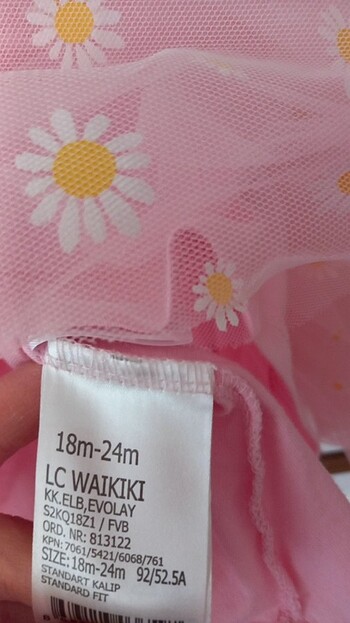 18m-24m
LC WAIKIKI
KK.ELB,EVOLAY
S2KQ18Z1 / FVB
ORD. NR: 813122
KPN: 7061/5421/6068/761
SIZE: 18m-24m 92/52.5A
STANDART KALIP
STANDARD FIT